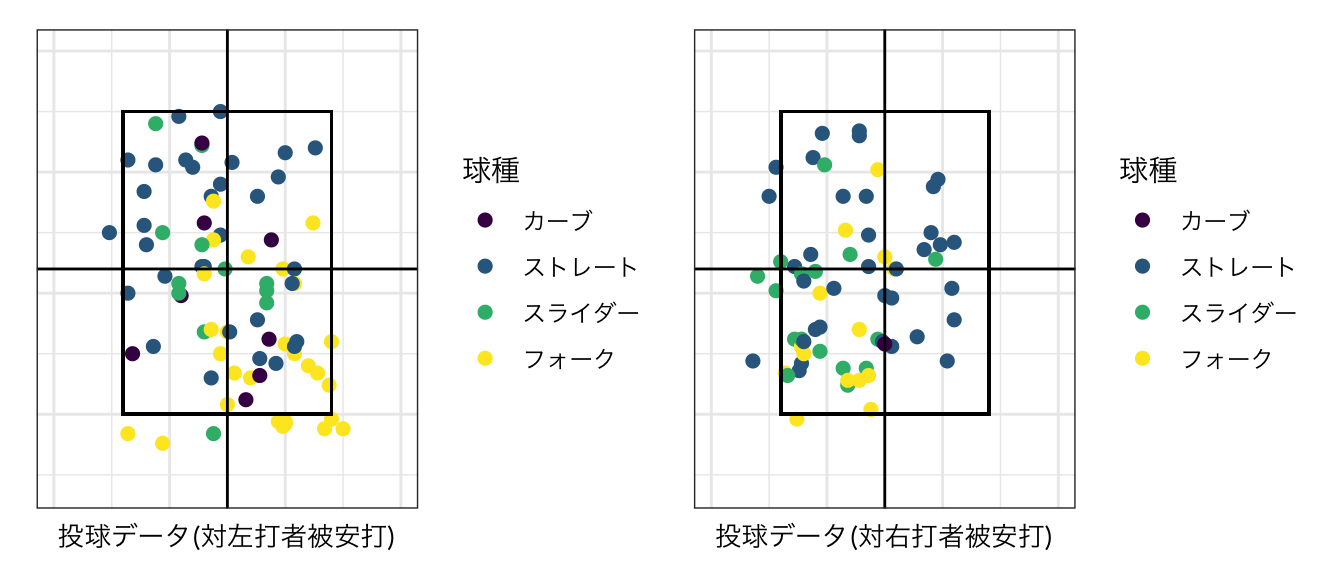 球種
カーブ
ストレート
スライダー
フォーク
投球データ(対左打者被安打)
球種
カーブ
ストレート
スライダー
フォーク
投球データ(対右打者被安打)